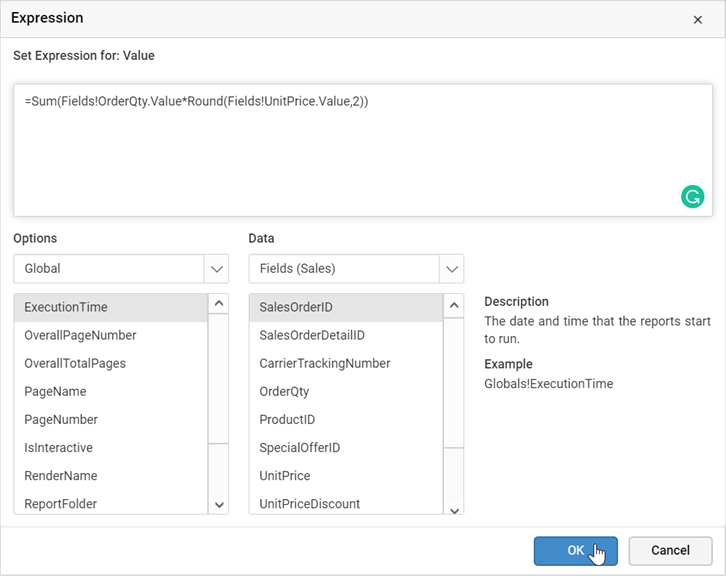 Expression
Set Expression for: Value
=Sum(Fields!OrderQty.Value*Round(Fields!UnitPrice.Value,2))
Options
Data
Global
Fields (Sales)
ExecutionTime
OverallPageNumber
OverallTotalPages
PageName
PageNumber
IsInteractive
RenderName
ReportFolder
SalesOrderID
SalesOrderDetailID
CarrierTrackingNumber
OrderQty
ProductID
SpecialOfferID
UnitPrice
UnitPriceDiscount
Description
The date and time that the reports start
to run.
Example
Globals!ExecutionTime
OK
Cancel